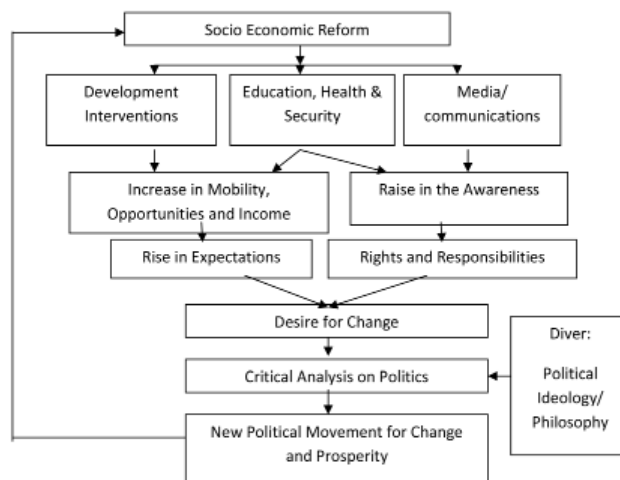 Socio Economic Reform
Development
Interventions
Education, Health &
Security
Media/
communications
Increase in Mobility,
Opportunities and Income
Raise in the Awareness
Rise in Expectations
Rights and Responsibilities
Desire for Change
Diver:
Political
Ideology/
Philosophy
Critical Analysis on Politics
New Political Movement for Change
and Prosperity